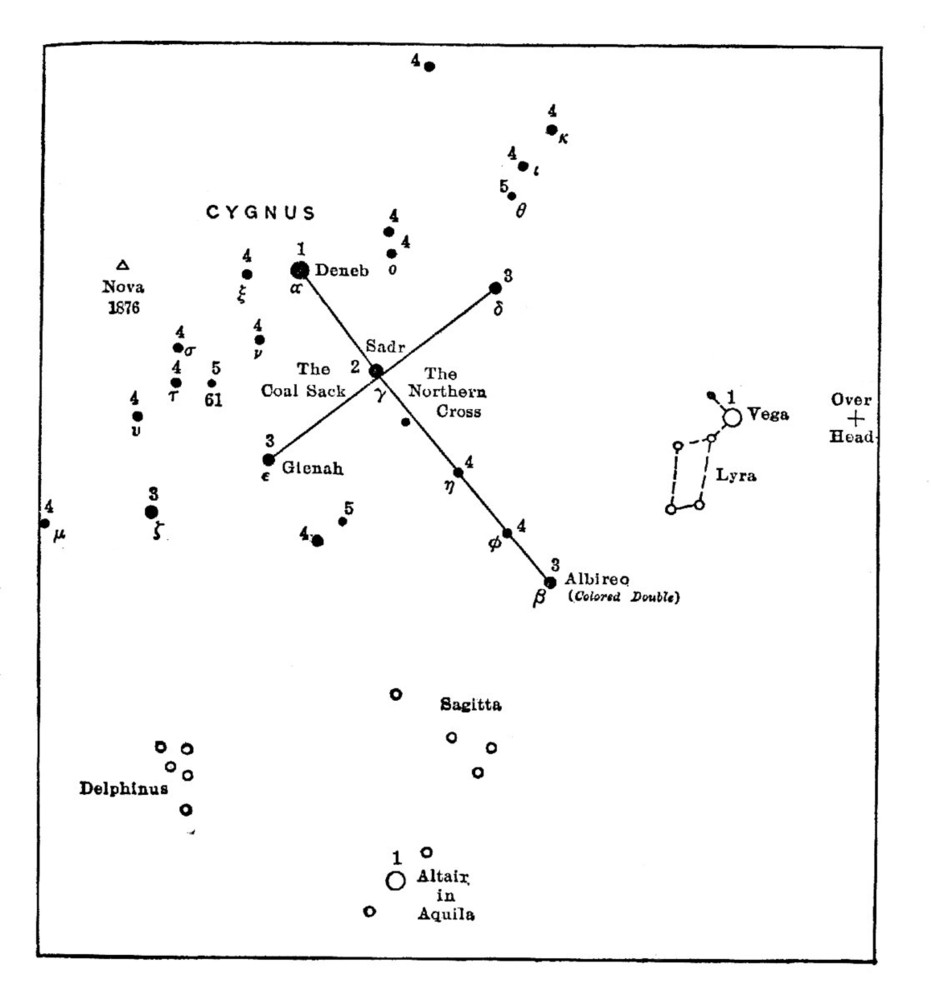 4
4
κ
4
ι
5
θ
CYGNUS
4
4
ο
1
Deneb
α
4
ξ
Nova
1876
3
δ
4
σ
4
ν
Sadr
2
γ
The
Coal Sack
The
Northern
Cross
4
τ
5
61
4
υ
1
Vega
Over
+
Head
Lyra
3
ε
Gienah
4
η
4
μ
3
ζ
5
4
4
φ
3
β
Albireo
(Colored Double)
Sagitta
Delphinus
1
Altair
in
Aquila